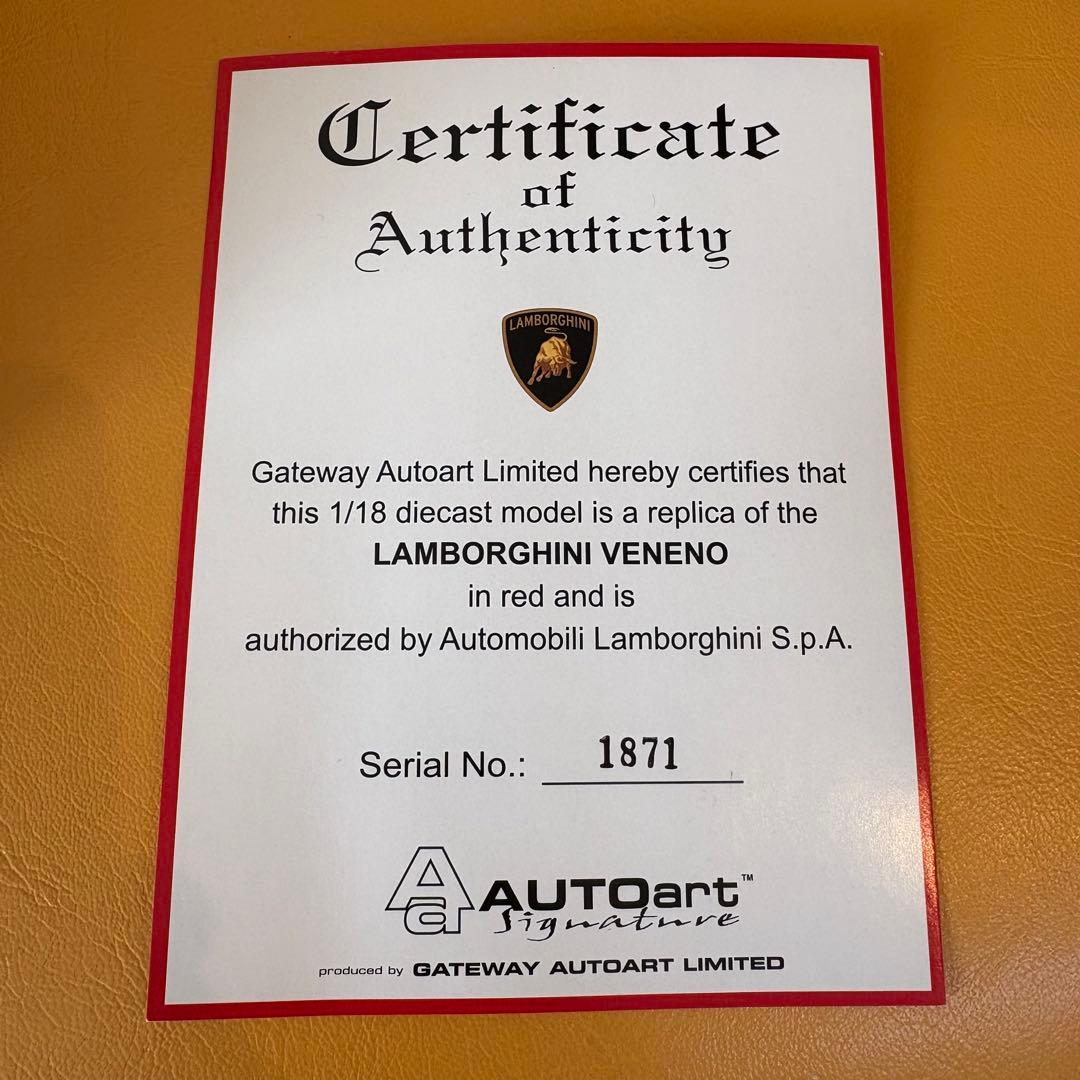 Certificate
of
Authenticity
LAMBORGHINI
Gateway Autoart Limited hereby certifies that
this 1/18 diecast model is a replica of the
LAMBORGHINI VENENO
in red and is
authorized by Automobili Lamborghini S.p.A.
Serial No.: 1871
Aa AUTOart™
Signature
produced by GATEWAY AUTOART LIMITED